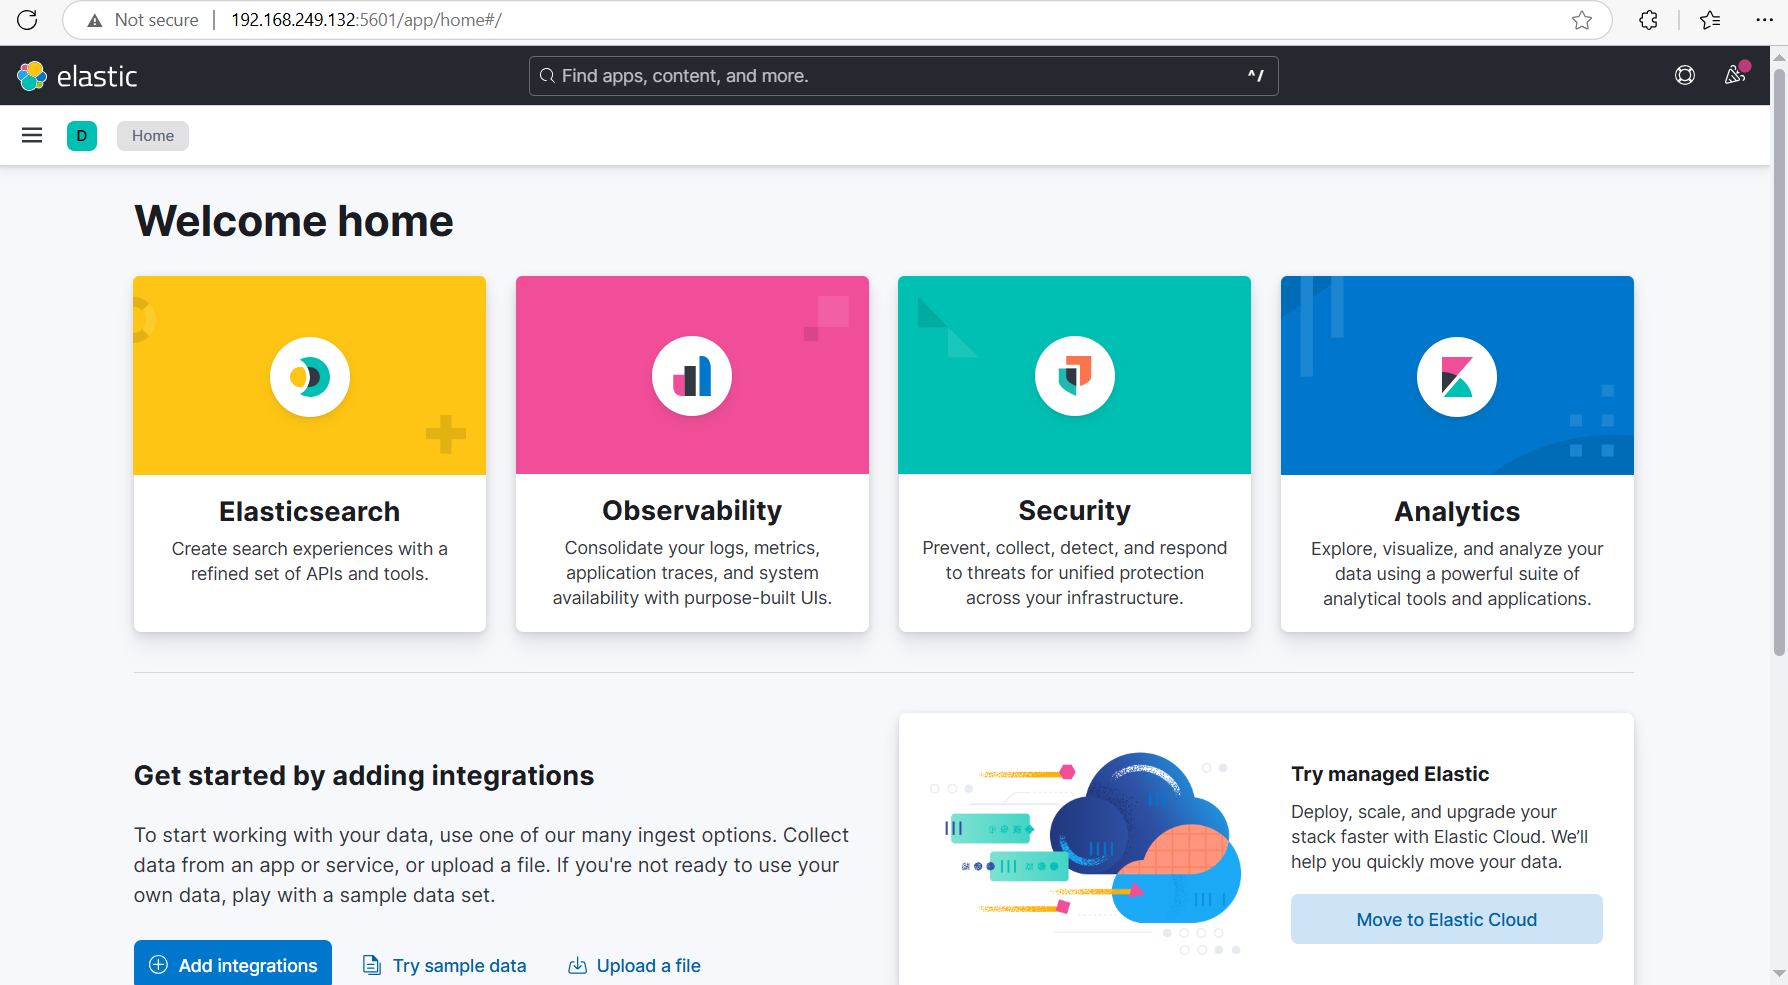 Not secure
192.168.249.132:5601/app/home#/
elastic
Find apps, content, and more.
^/
D
Home
Welcome home
Elasticsearch
Create search experiences with a
refined set of APIs and tools.
Observability
Consolidate your logs, metrics,
application traces, and system
availability with purpose-built UIs.
Security
Prevent, collect, detect, and respond
to threats for unified protection
across your infrastructure.
Analytics
Explore, visualize, and analyze your
data using a powerful suite of
analytical tools and applications.
Get started by adding integrations
To start working with your data, use one of our many ingest options. Collect
data from an app or service, or upload a file. If you're not ready to use your
own data, play with a sample data set.
Add integrations
Try sample data
Upload a file
Try managed Elastic
Deploy, scale, and upgrade your
stack faster with Elastic Cloud. We’ll
help you quickly move your data.
Move to Elastic Cloud